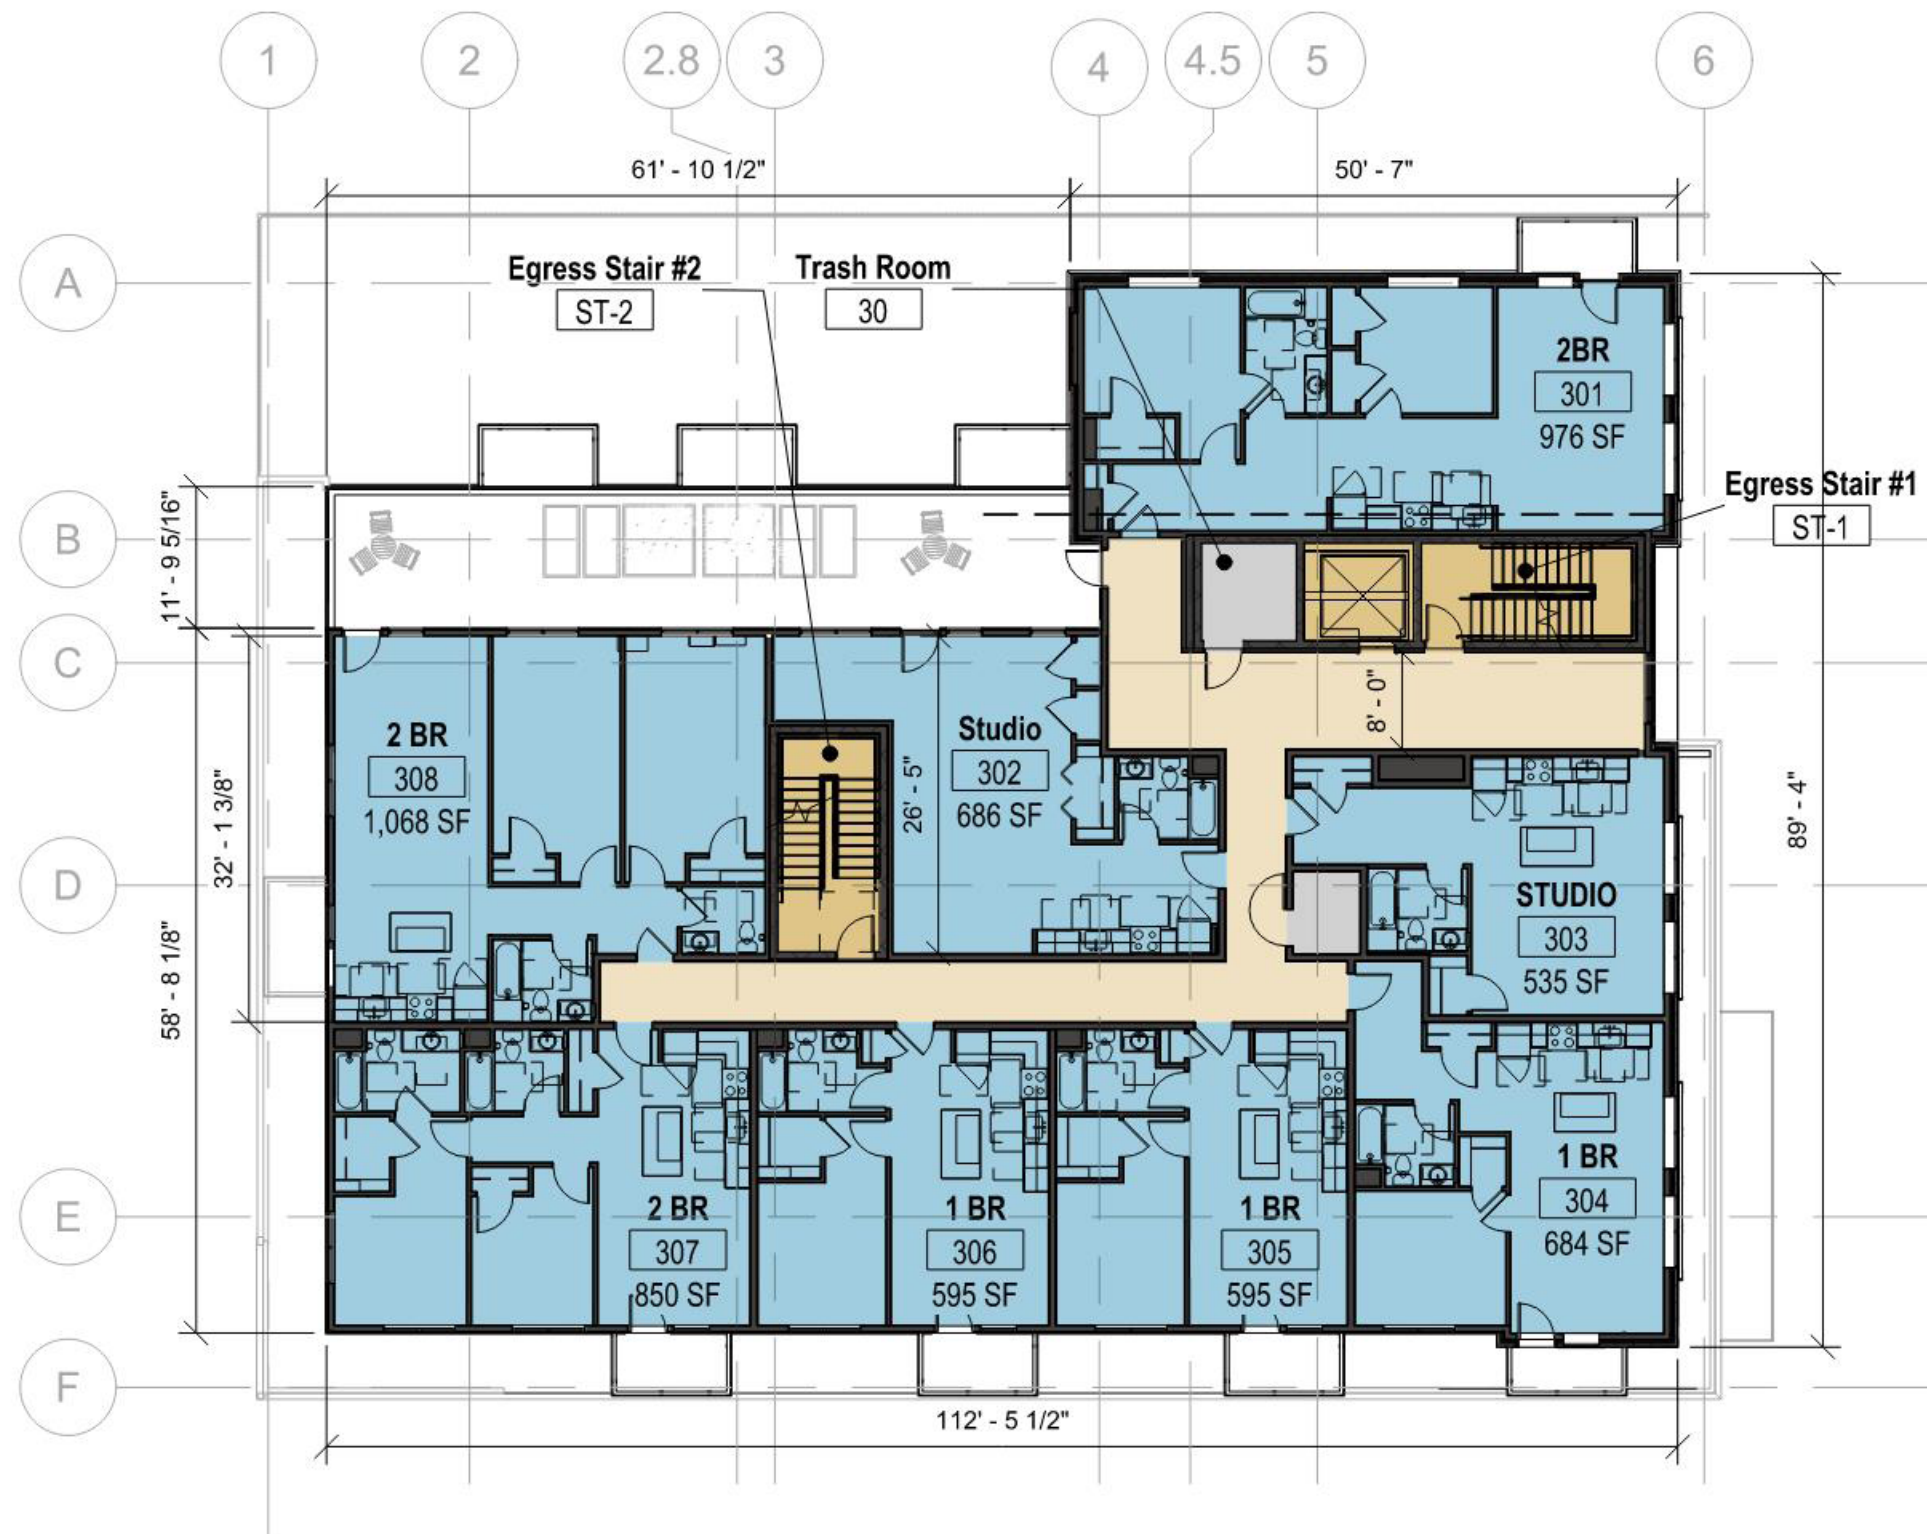 1
2
2.8
3
4
4.5
5
6
61' - 10 1/2"
50' - 7"
A
Egress Stair #2
ST-2
Trash Room
30
2BR
301
976 SF
Egress Stair #1
ST-1
B
11' - 9 5/16"
C
8' - 0"
2 BR
308
1,068 SF
Studio
302
686 SF
26' - 5"
32' - 1 3/8"
89' - 4"
D
STUDIO
303
535 SF
58' - 8 1/8"
1 BR
304
684 SF
E
2 BR
307
850 SF
1 BR
306
595 SF
1 BR
305
595 SF
F
112' - 5 1/2"